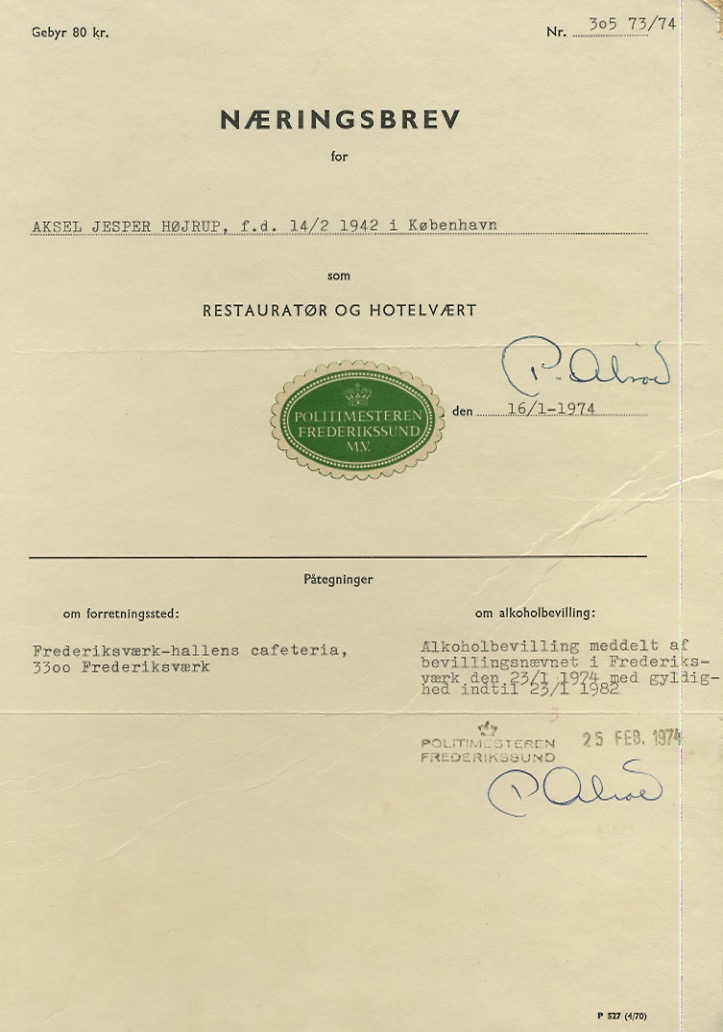 Gebyr 80 kr.
Nr. 3o5 73/74
NÆRINGSBREV
for
AKSEL JESPER HØJRUP, f.d. 14/2 1942 i København
som
RESTAURATØR OG HOTELVÆRT
POLITIMESTEREN
FREDERIKSSUND
M.V.
den 16/1-1974
Påtegninger
om forretningssted:
Frederiksværk-hallens cafeteria,
33oo Frederiksværk
om alkoholbevilling:
Alkoholbevilling meddelt af
bevillingsnævnet i Frederiks-
værk den 23/1 1974 med gyldig-
hed indtil 23/1 1982
POLITIMESTEREN
FREDERIKSSUND
25 FEB. 1974
P 527 (4/70)